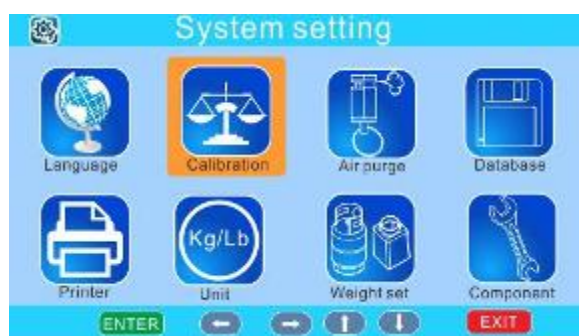 System setting
Language Calibration Air purge Database
Kg/Lb
Printer Unit Weight set Component
ENTER EXIT